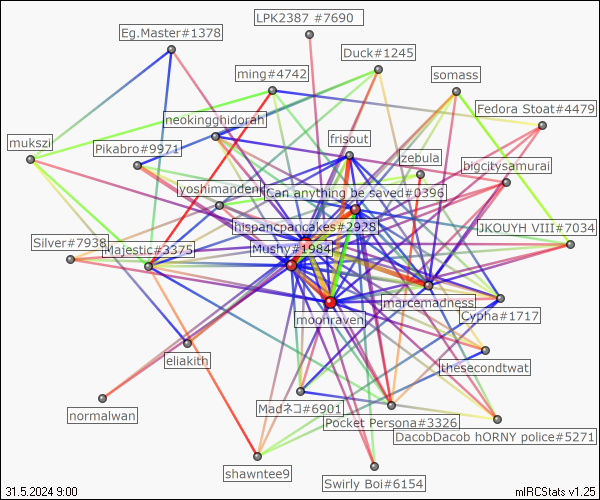 LPK2387 #7690
Eg.Master#1378
Duck#1245
ming#4742
somass
Fedora Stoat#4479
neokingghidorah
frisout
mukszi
Pikabro#9971
zebula
bigcitysamurai
yoshimandenji
Can anything be saved#0396
hispancpancakes#2928
JKOUYH VIII#7034
Silver#7938
Majestic#3375
Mushy#1984
marcemadness
moonraven
Cypha#1717
eliakith
thesecondtwat
normalwan
Madネコ#6901
Pocket Persona#3326
DacobDacob hORNY police#5271
shawntee9
Swirly Boi#6154
31.5.2024 9:00
mIRCStats v1.25